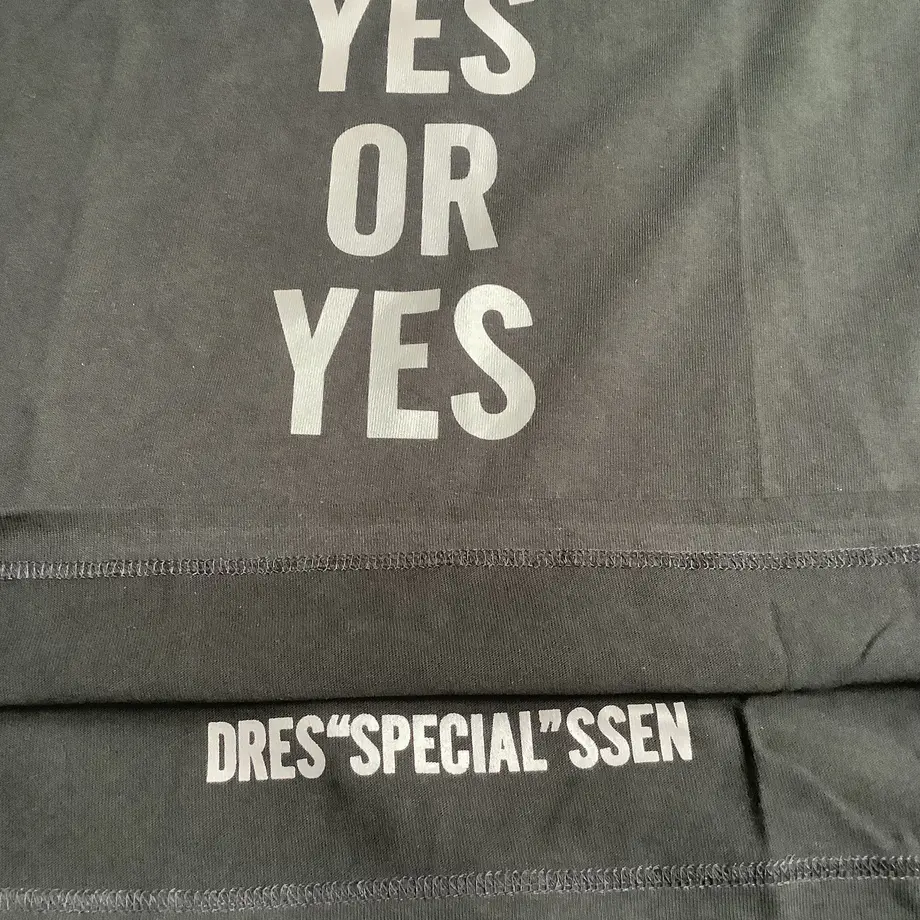 YES
OR
YES
DRES“SPECIAL”SSEN